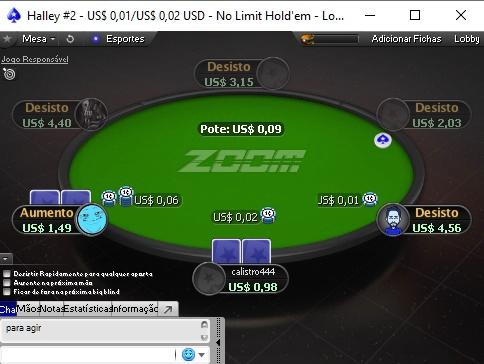 Halley #2 - US$ 0,01/US$ 0,02 USD - No Limit Hold'em - Lo...
Mesa
Esportes
Adicionar Fichas
Lobby
Jogo Responsável
Desisto
US$ 3,15
Desisto
US$ 4,40
Desisto
US$ 2,03
Pote: US$ 0,09
ZOOM
US$ 0,06
US$ 0,01
US$ 0,02
Aumento
US$ 1,49
Desisto
US$ 4,56
calistro444
US$ 0,98
Desistir Rapidamente para qualquer aposta
Aumente na próxima mão
Ficar de fora na próxima big blind
Cha
Mãos
Notas
Estatísticas
Informação
para agir